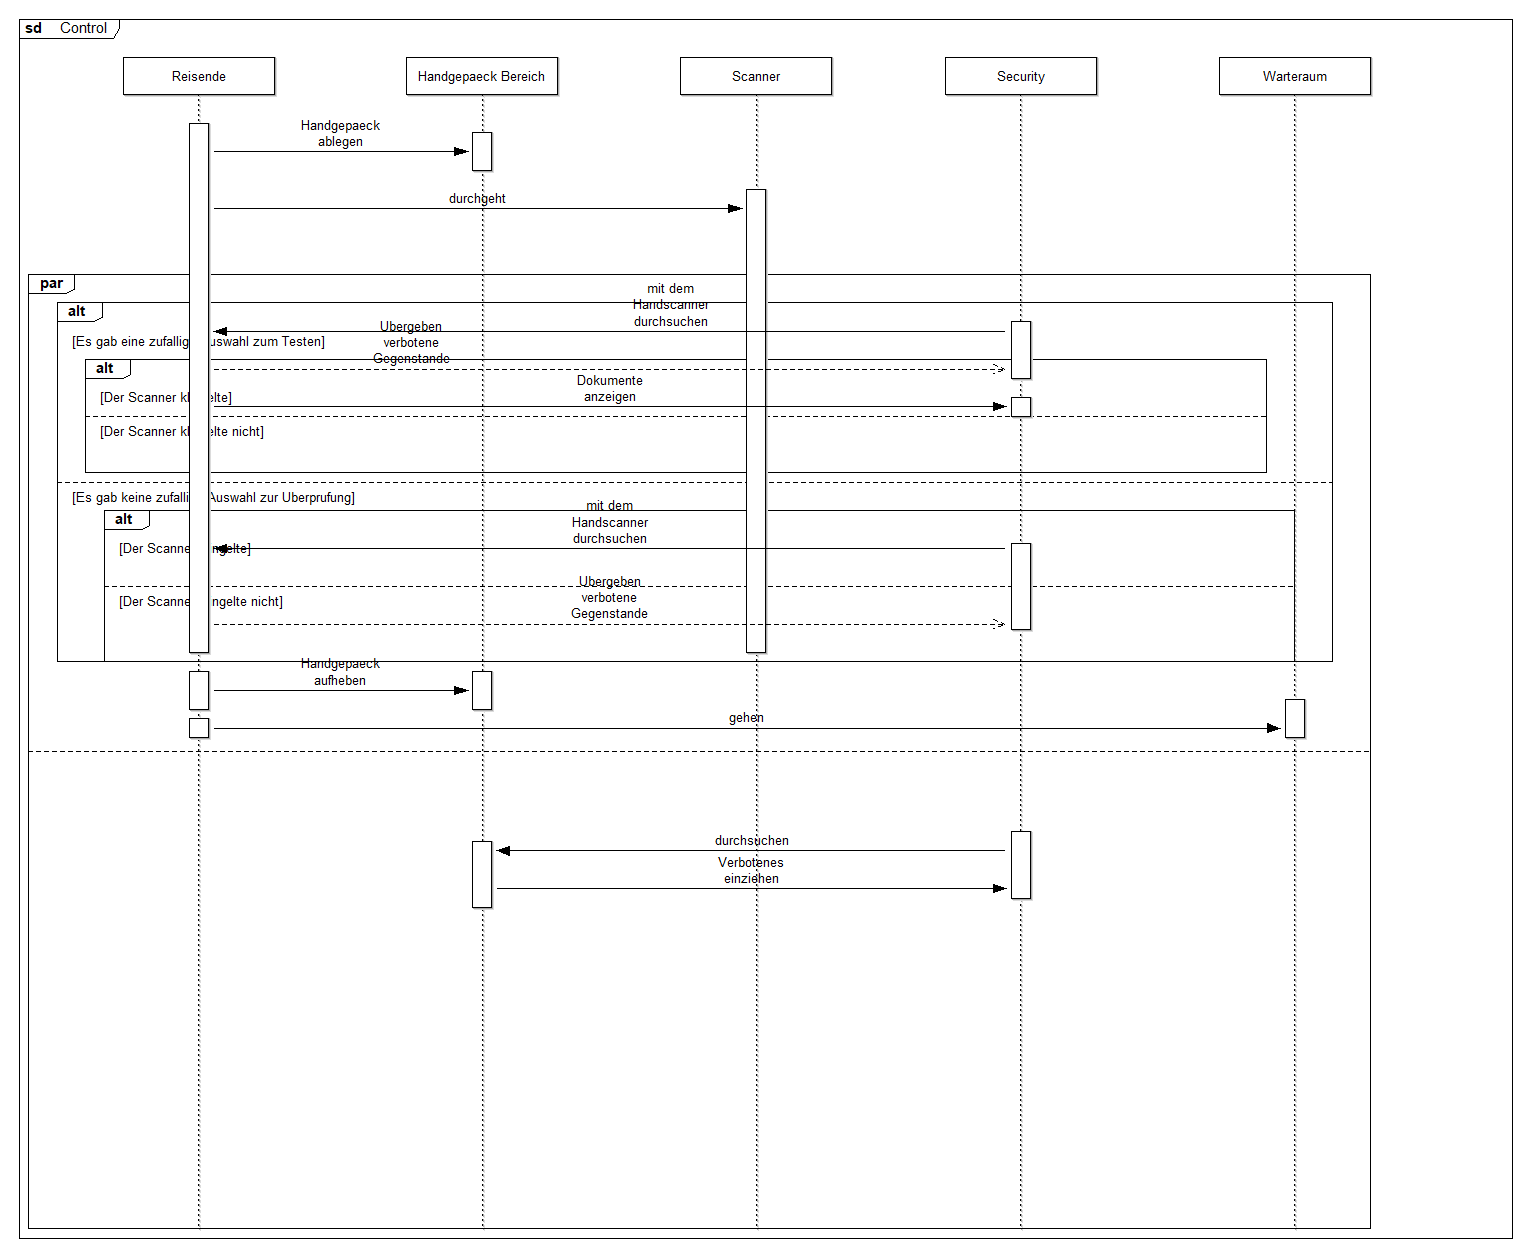 sd Control
Reisende
Handgepaeck Bereich
Scanner
Security
Warteraum
Handgepaeck
ablegen
durchgeht
par
alt
mit dem
Handscanner
durchsuchen
[Es gab eine zufallig uswahl zum Testen]
Ubergeben
verbotene
Gegenstande
alt
[Der Scanner kl elte]
Dokumente
anzeigen
[Der Scanner kl elte nicht]
[Es gab keine zufalli Auswahl zur Uberprufung]
alt
mit dem
Handscanner
durchsuchen
[Der Scanne ngelte]
Ubergeben
verbotene
Gegenstande
[Der Scanne ngelte nicht]
Handgepaeck
aufheben
gehen
durchsuchen
Verbotenes
einziehen